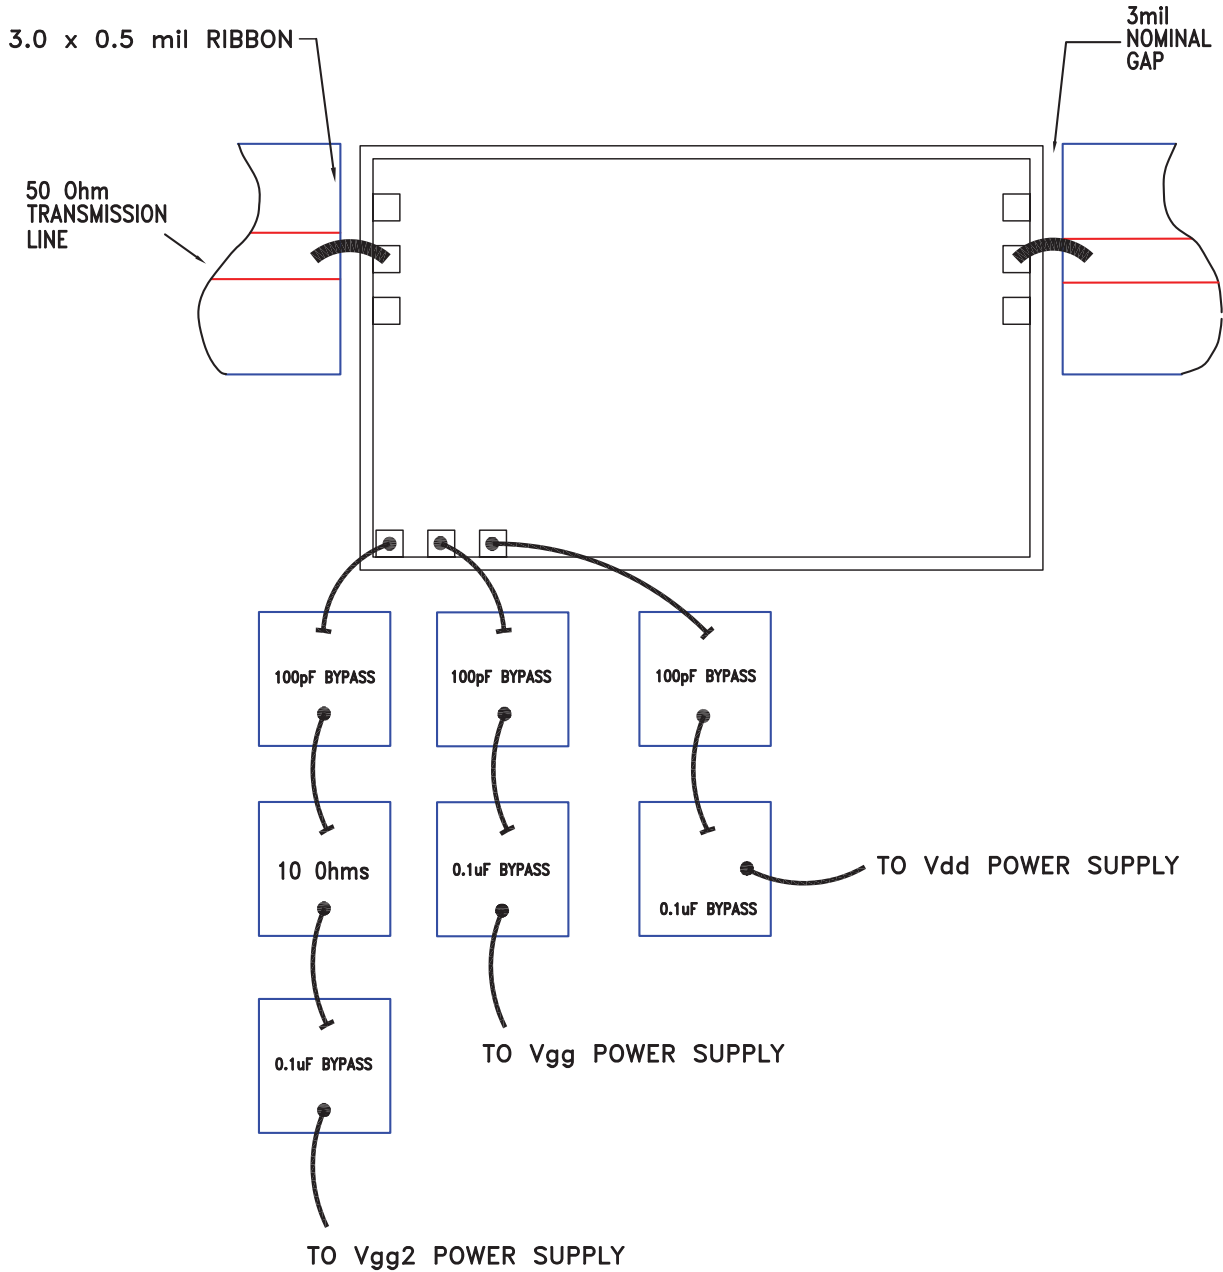 3mil
NOMINAL
GAP
3.0 x 0.5 mil RIBBON
50 Ohm
TRANSMISSION
LINE
100pF BYPASS
100pF BYPASS
100pF BYPASS
10 Ohms
0.1uF BYPASS
0.1uF BYPASS
TO Vdd POWER SUPPLY
TO Vgg POWER SUPPLY
0.1uF BYPASS
TO Vgg2 POWER SUPPLY